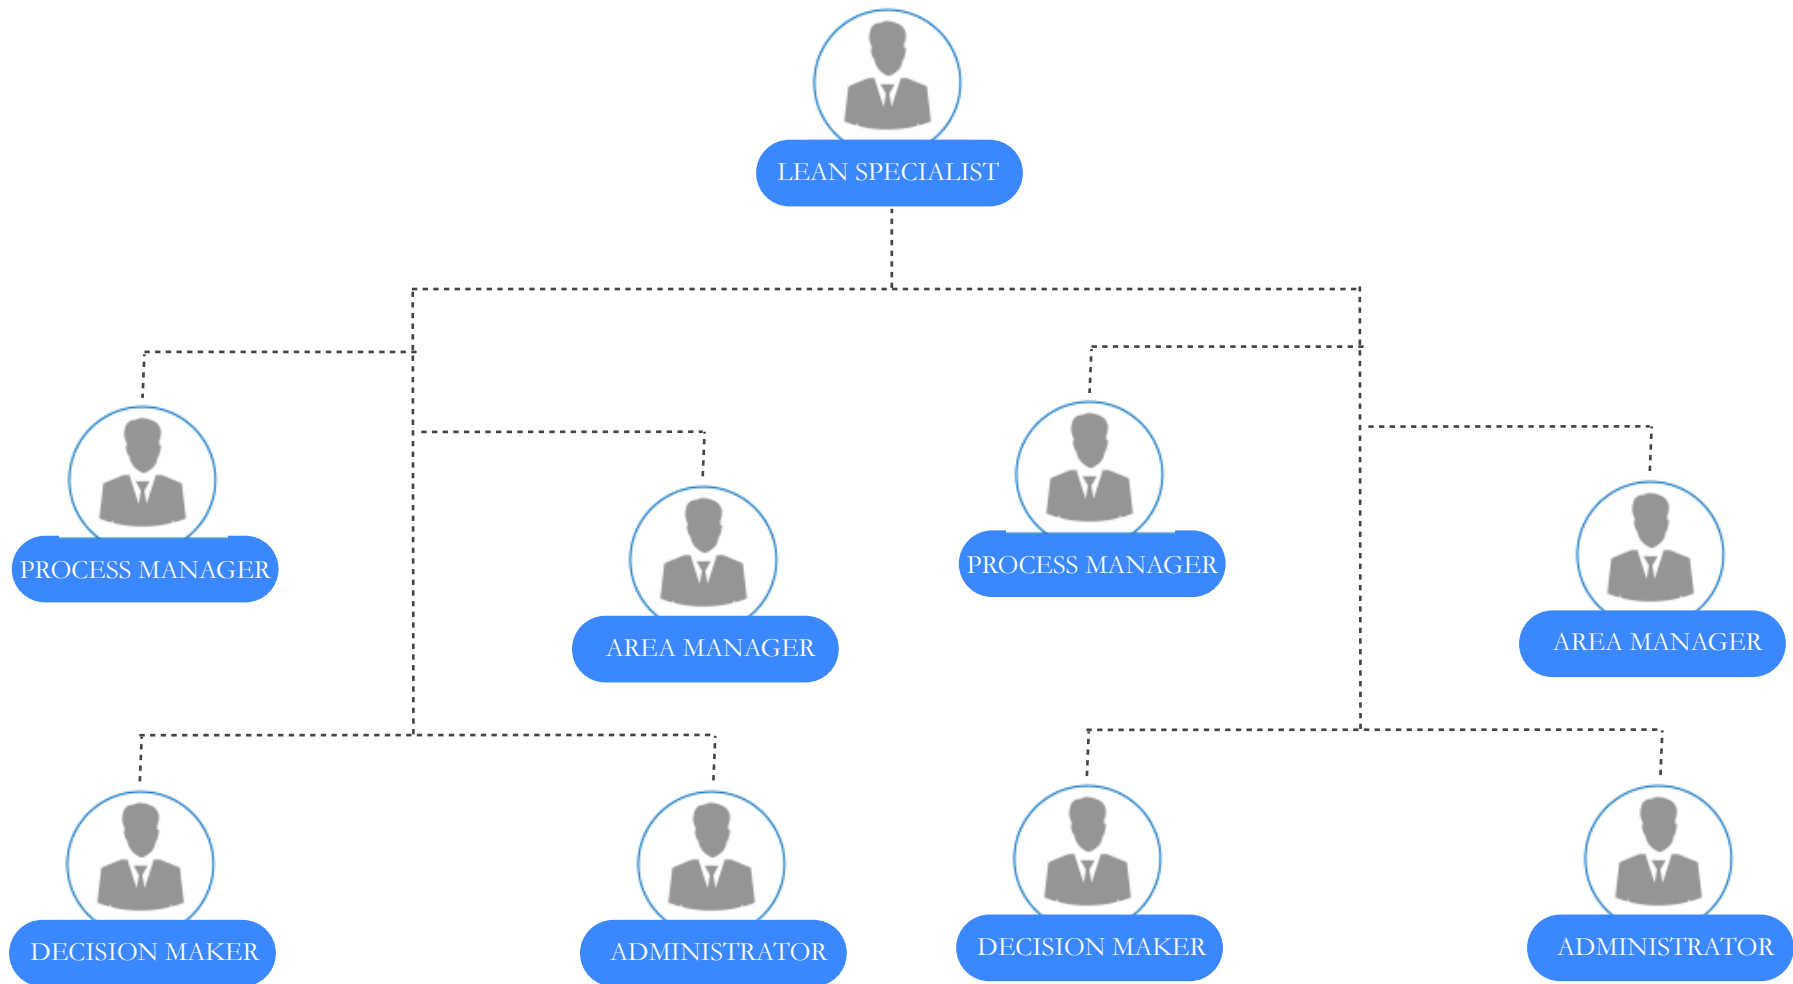 LEAN SPECIALIST
PROCESS MANAGER
AREA MANAGER
DECISION MAKER
ADMINISTRATOR
PROCESS MANAGER
AREA MANAGER
DECISION MAKER
ADMINISTRATOR